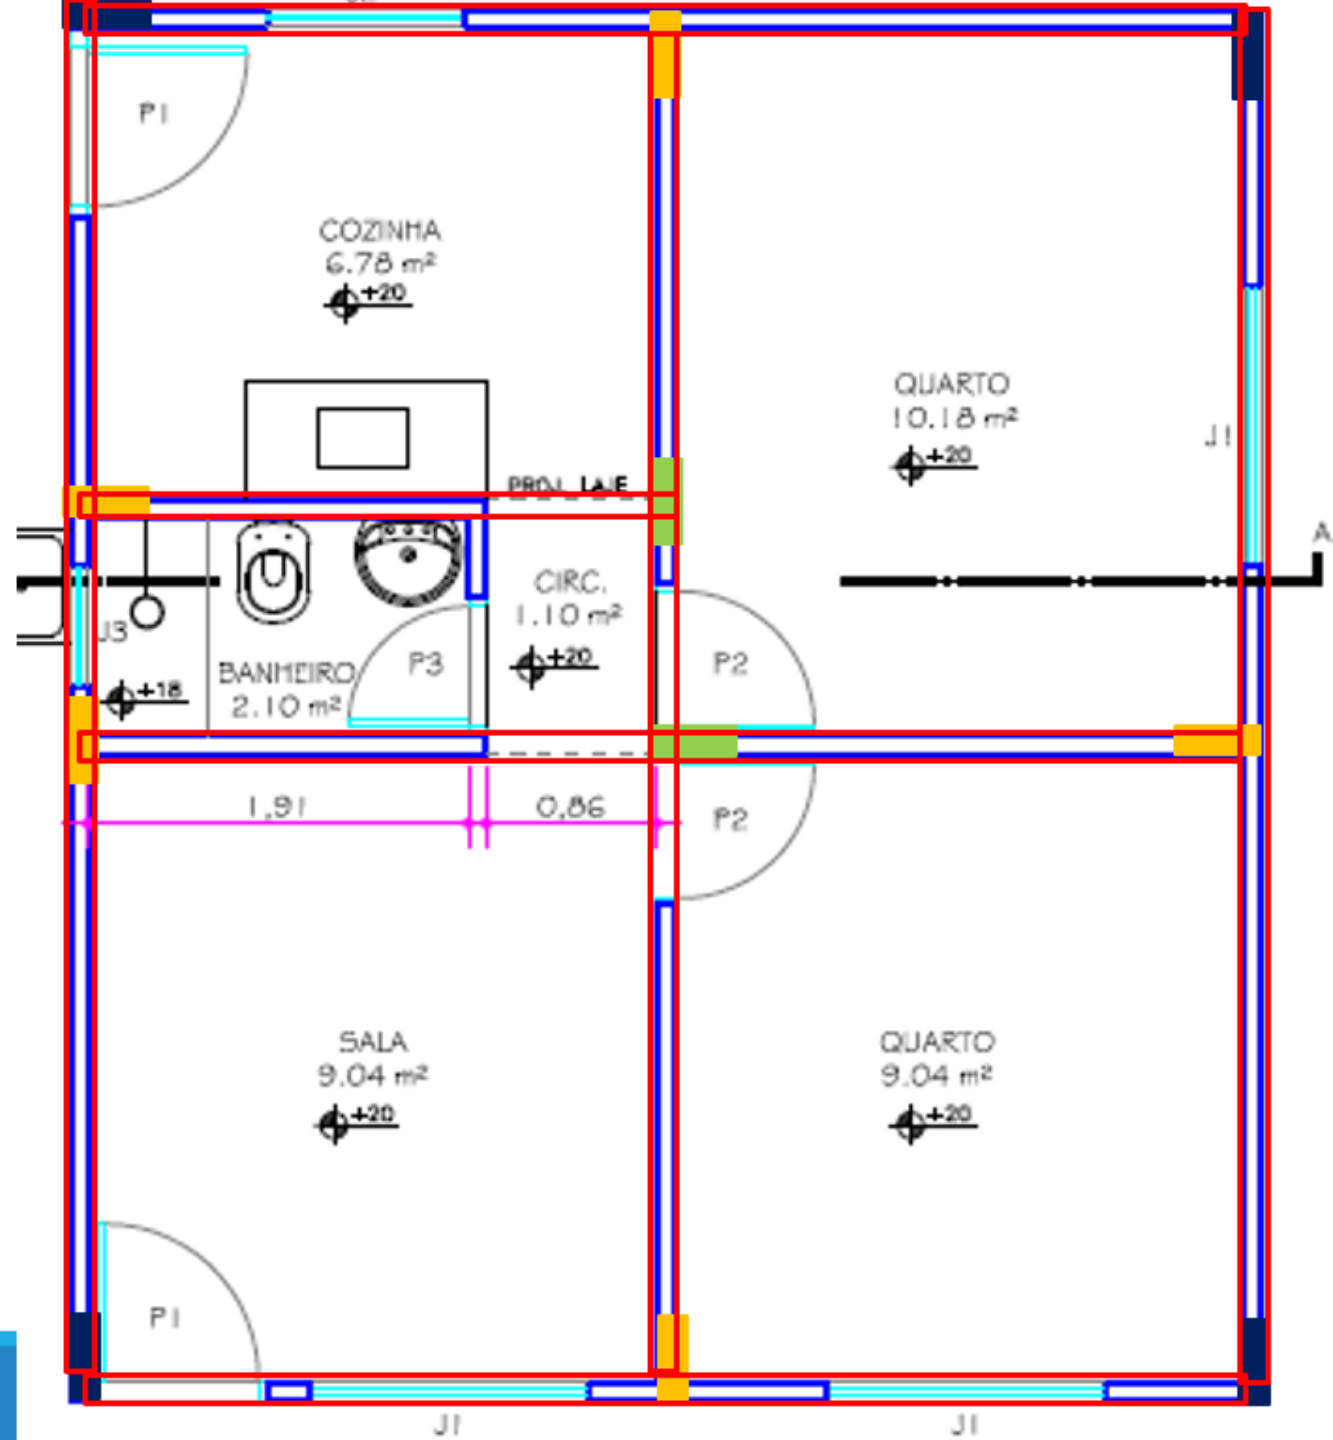 P1
COZINHA
6.78 m²
+20
QUARTO
10.18 m²
+20
J1
PROJ. LAJE
A
CIRC.
1.10 m²
+20
J3
BANHEIRO
2.10 m²
+18
P3
P2
1,91
0,86
P2
SALA
9.04 m²
+20
QUARTO
9.04 m²
+20
P1
J1
J1